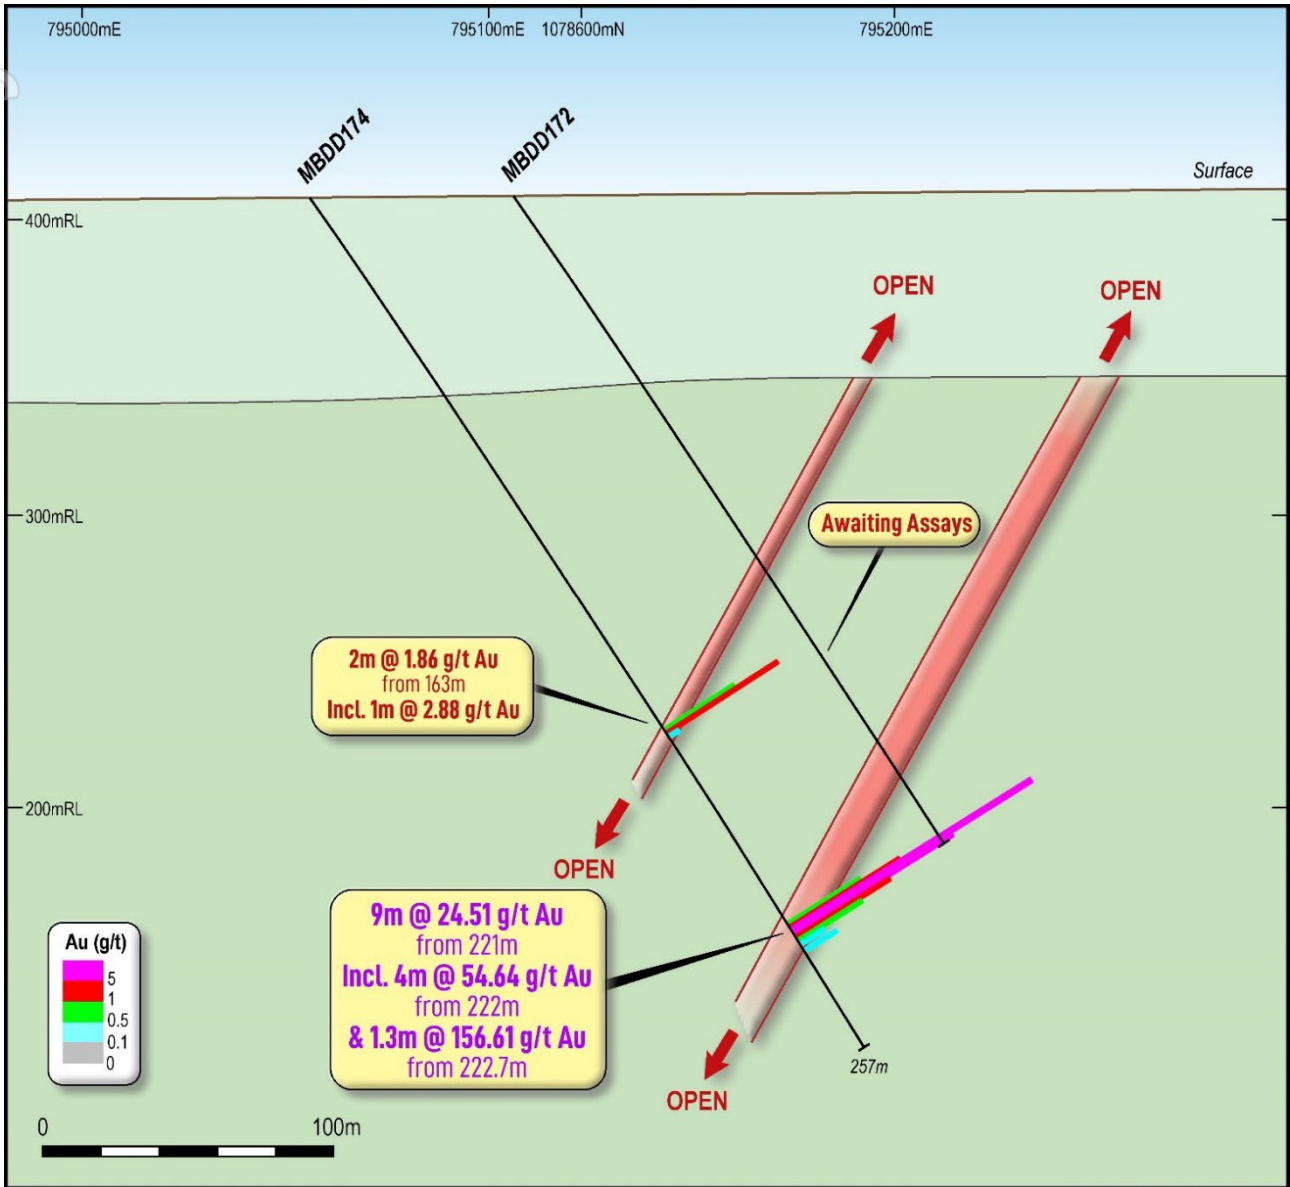 795000mE
795100mE
1078600mN
795200mE
MBDD174
MBDD172
Surface
400mRL
OPEN
OPEN
300mRL
Awaiting Assays
2m @ 1.86 g/t Au
from 163m
Incl. 1m @ 2.88 g/t Au
200mRL
OPEN
9m @ 24.51 g/t Au
from 221m
Incl. 4m @ 54.64 g/t Au
from 222m
& 1.3m @ 156.61 g/t Au
from 222.7m
Au (g/t)
5
1
0.5
0.1
0
257m
OPEN
0
100m